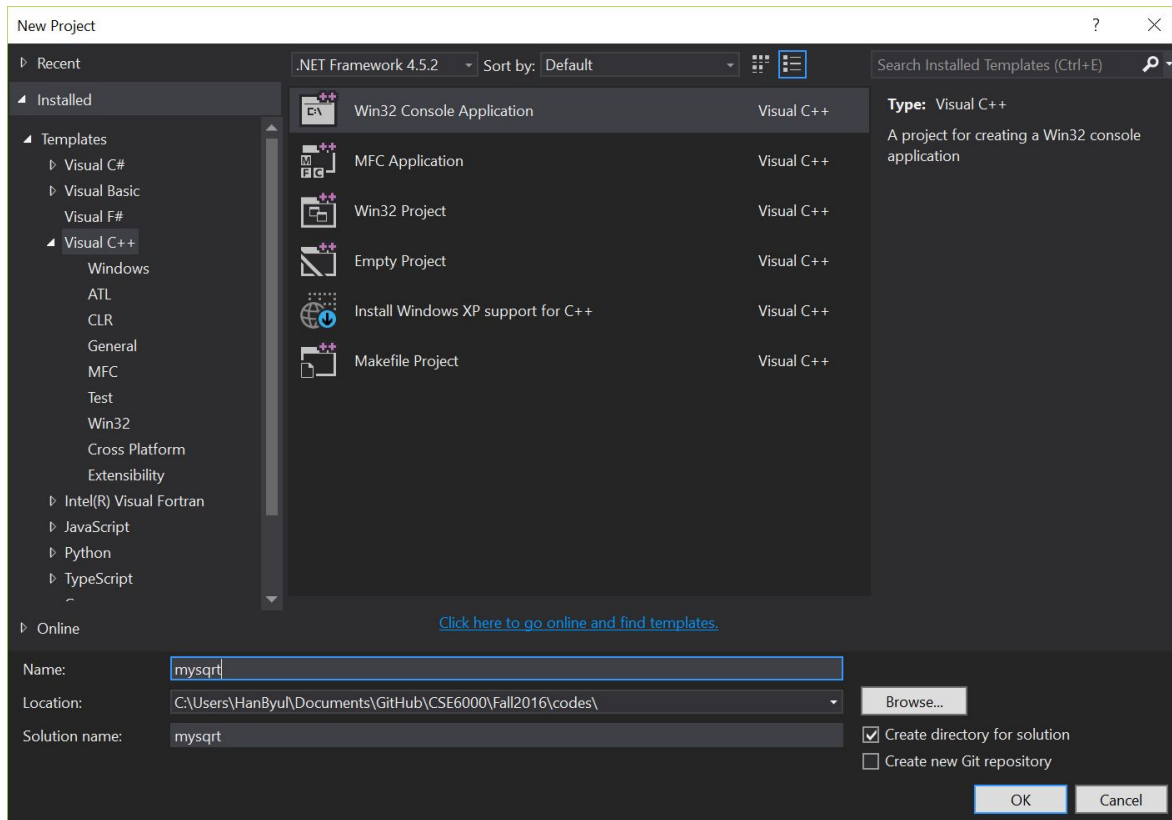 New Project
?
Recent
.NET Framework 4.5.2
Sort by: Default
Search Installed Templates (Ctrl+E)
Installed
Templates
Visual C#
Visual Basic
Visual F#
Visual C++
Windows
ATL
CLR
General
MFC
Test
Win32
Cross Platform
Extensibility
Intel(R) Visual Fortran
JavaScript
Python
TypeScript
Online
Win32 Console Application Visual C++
MFC Application Visual C++
Win32 Project Visual C++
Empty Project Visual C++
Install Windows XP support for C++ Visual C++
Makefile Project Visual C++
Click here to go online and find templates.
Type: Visual C++
A project for creating a Win32 console
application
Name: mysqrt
Location: C:\Users\HanByul\Documents\GitHub\CSE6000\Fall2016\codes\
Browse...
Solution name: mysqrt
Create directory for solution
Create new Git repository
OK
Cancel